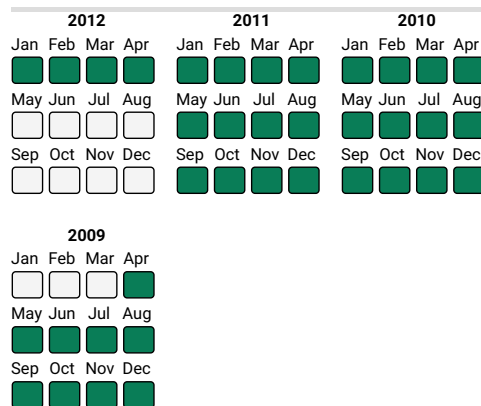 2012 2011 2010
Jan Feb Mar Apr Jan Feb Mar Apr Jan Feb Mar Apr
May Jun Jul Aug May Jun Jul Aug May Jun Jul Aug
Sep Oct Nov Dec Sep Oct Nov Dec Sep Oct Nov Dec
2009
Jan Feb Mar Apr
May Jun Jul Aug
Sep Oct Nov Dec